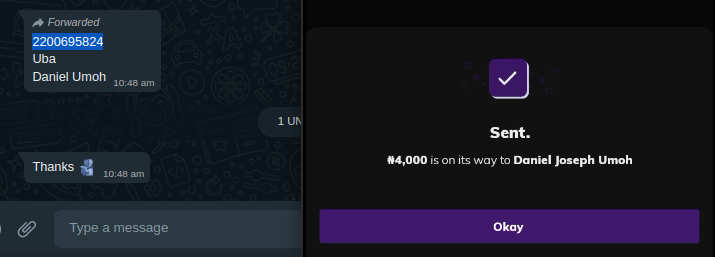 Forwarded
2200695824
Uba
Daniel Umoh 10:48 am
1 UN
Thanks 10:48 am
Type a message
Sent.
₦4,000 is on its way to Daniel Joseph Umoh
Okay